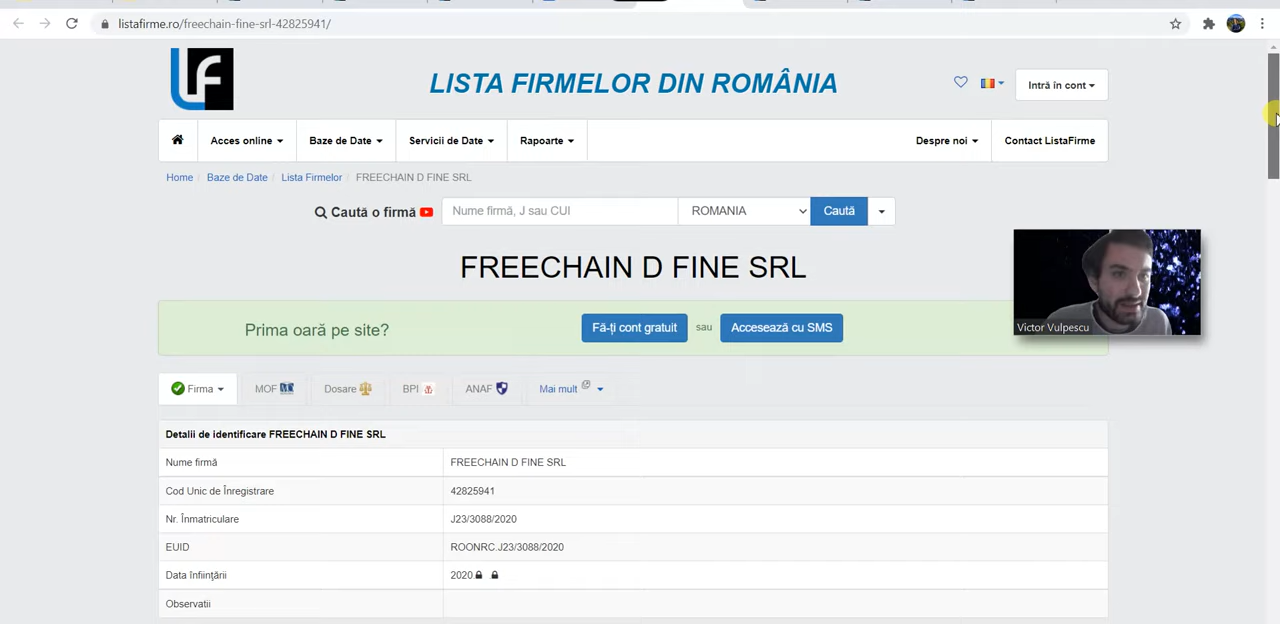 listafirme.ro/freechain-fine-srl-42825941/
LF
LISTA FIRMELOR DIN ROMÂNIA
Intră în cont
Acces online
Baze de Date
Servicii de Date
Rapoarte
Despre noi
Contact ListaFirme
Home / Baze de Date / Lista Firmelor / FREECHAIN D FINE SRL
Caută o firmă
Nume firmă, J sau CUI
ROMANIA
Caută
FREECHAIN D FINE SRL
Prima oară pe site?
Fă-ți cont gratuit
sau
Accesează cu SMS
Victor Vulpescu
Firma
MOF
Dosare
BPI
ANAF
Mai mult
Detalii de identificare FREECHAIN D FINE SRL
Nume firmă FREECHAIN D FINE SRL
Cod Unic de Înregistrare 42825941
Nr. Înmatriculare J23/3088/2020
EUID ROONRC.J23/3088/2020
Data înfiinţării 2020
Observatii